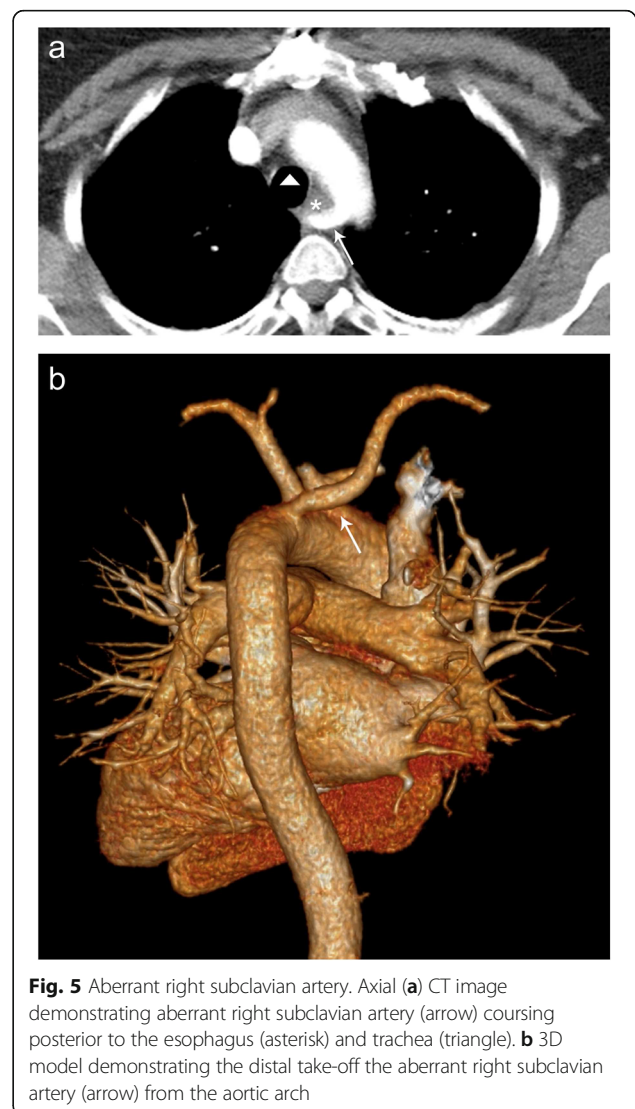 a
*
b
Fig. 5 Aberrant right subclavian artery. Axial (a) CT image
demonstrating aberrant right subclavian artery (arrow) coursing
posterior to the esophagus (asterisk) and trachea (triangle). b 3D
model demonstrating the distal take-off the aberrant right subclavian
artery (arrow) from the aortic arch